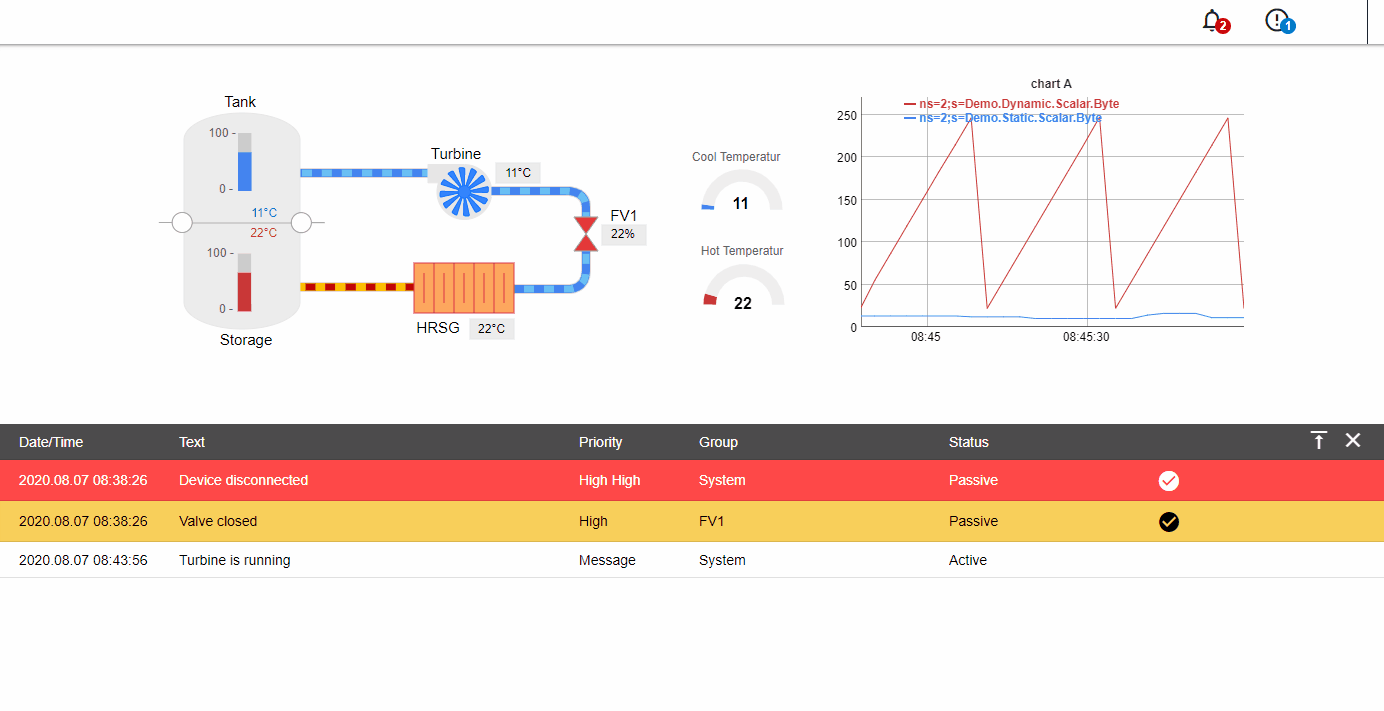 2
1
Tank
100 -
0 -
11°C
22°C
100 -
0 -
Storage
Turbine
11°C
FV1
22%
HRSG
22°C
Cool Temperatur
11
Hot Temperatur
22
chart A
ns=2;s=Demo.Dynamic.Scalar.Byte
ns=2;s=Demo.Static.Scalar.Byte
250
200
150
100
50
0
08:45 08:45:30
Date/Time Text Priority Group Status
2020.08.07 08:38:26 Device disconnected High High System Passive
2020.08.07 08:38:26 Valve closed High FV1 Passive
2020.08.07 08:43:56 Turbine is running Message System Active